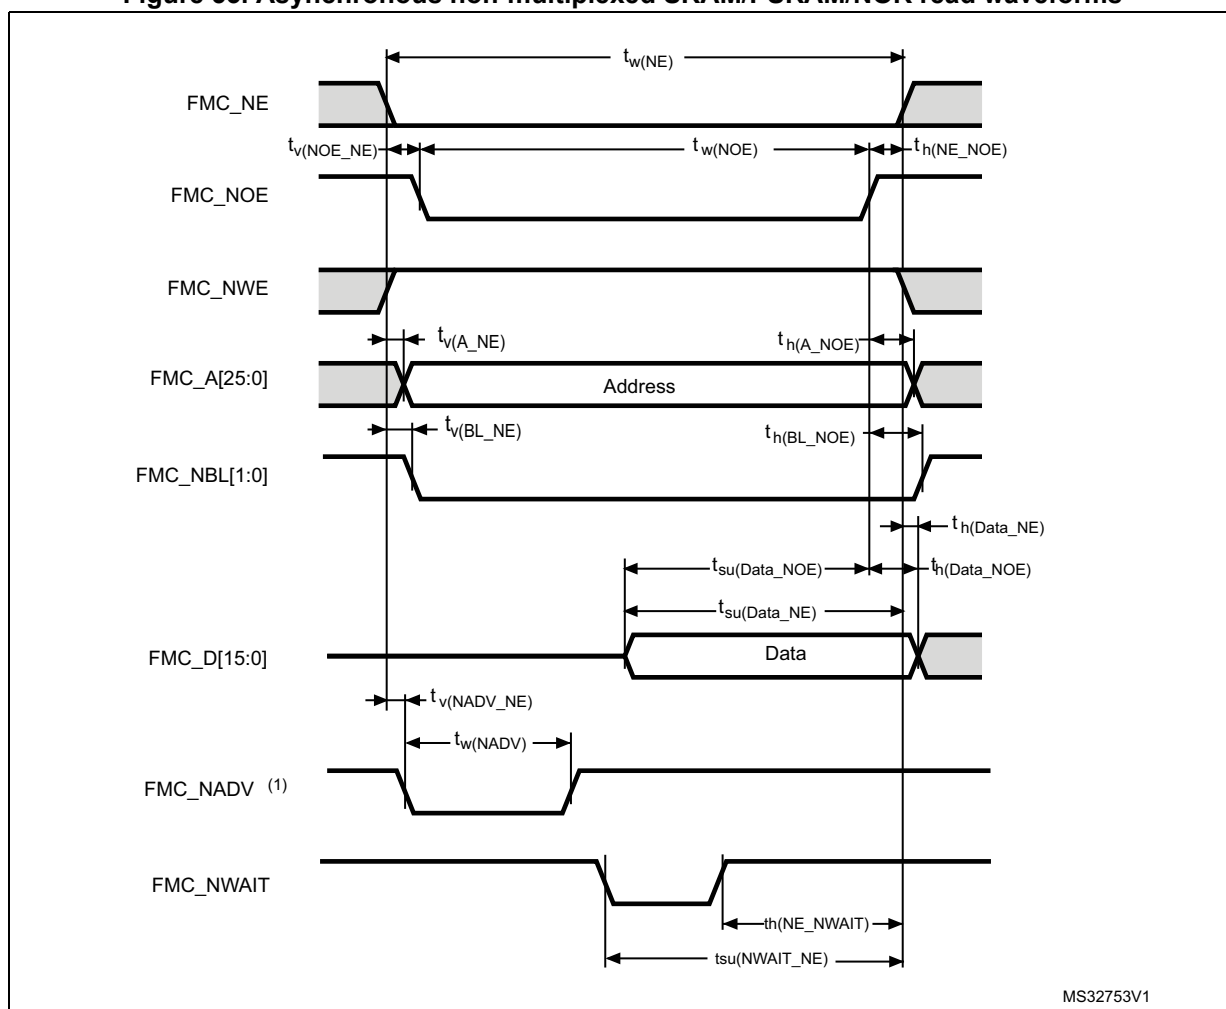 Figure 55. Asynchronous non-multiplexed SRAM/PSRAM/NOR read waveforms
tw(NE)
FMC_NE
tv(NOE_NE)
tw(NOE)
th(NE_NOE)
FMC_NOE
FMC_NWE
tv(A_NE)
th(A_NOE)
FMC_A[25:0]
Address
tv(BL_NE)
th(BL_NOE)
FMC_NBL[1:0]
th(Data_NE)
tsu(Data_NOE)
th(Data_NOE)
tsu(Data_NE)
FMC_D[15:0]
Data
tv(NADV_NE)
tw(NADV)
FMC_NADV (1)
FMC_NWAIT
th(NE_NWAIT)
tsu(NWAIT_NE)
MS32753V1